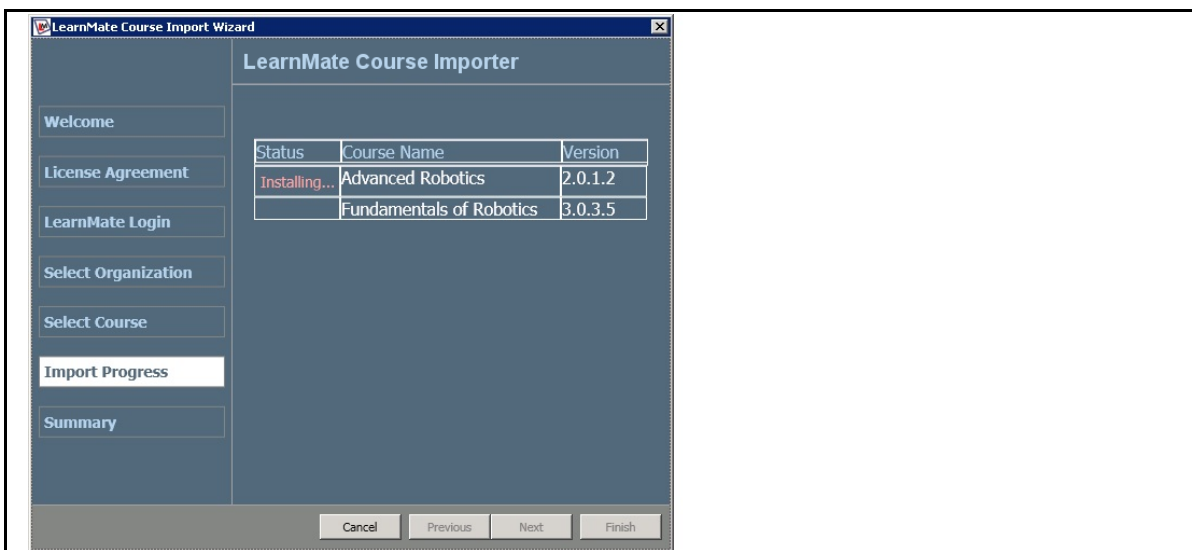 LearnMate Course Import Wizard
LearnMate Course Importer
Welcome
License Agreement
LearnMate Login
Select Organization
Select Course
Import Progress
Summary
Status Course Name Version
Installing... Advanced Robotics 2.0.1.2
Fundamentals of Robotics 3.0.3.5
Cancel Previous Next Finish